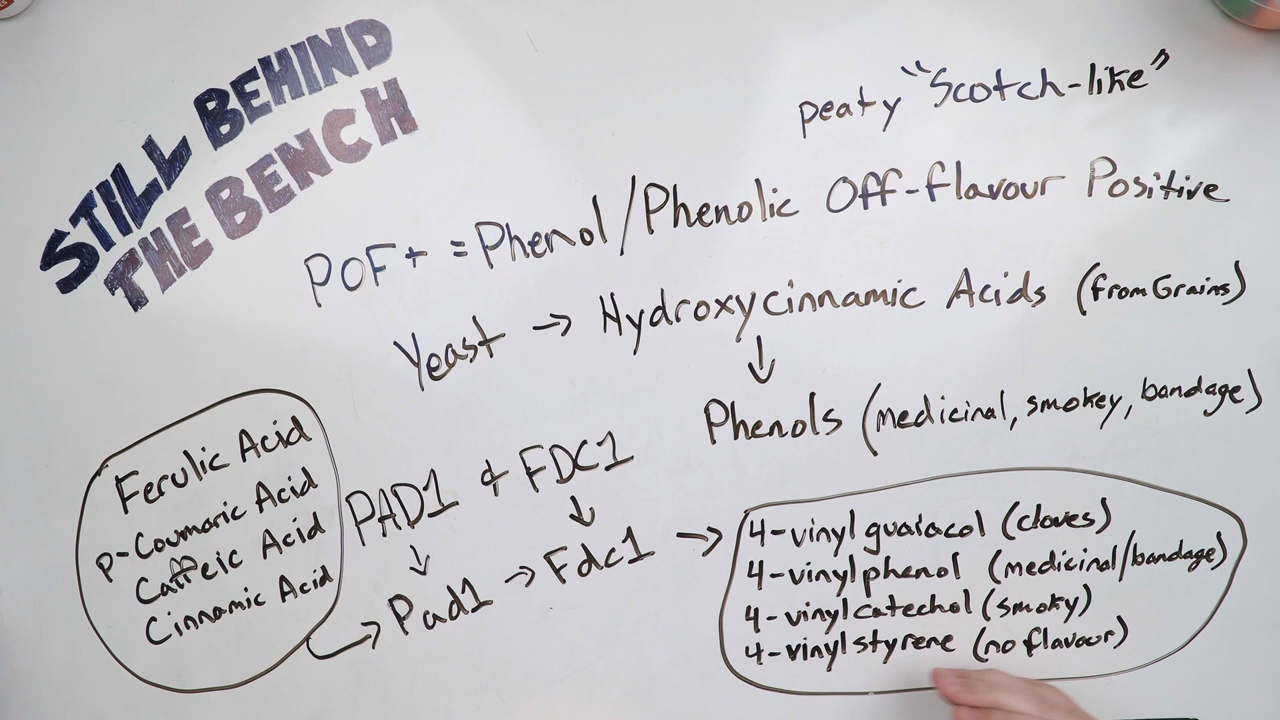 STILL BEHIND
THE BENCH
peaty "Scotch-like"
POF+ = Phenol/Phenolic Off-flavour Positive
Yeast → Hydroxycinnamic Acids (from Grains)
↓
Phenols (medicinal, smokey, bandage)
Ferulic Acid
p-Coumaric Acid
Caffeic Acid
Cinnamic Acid
PAD1 & FDC1
↓ ↓
→ Pad1 → Fdc1 →
4-vinyl guaiacol (cloves)
4-vinyl phenol (medicinal/bandage)
4-vinyl catechol (smoky)
4-vinyl styrene (no flavour)